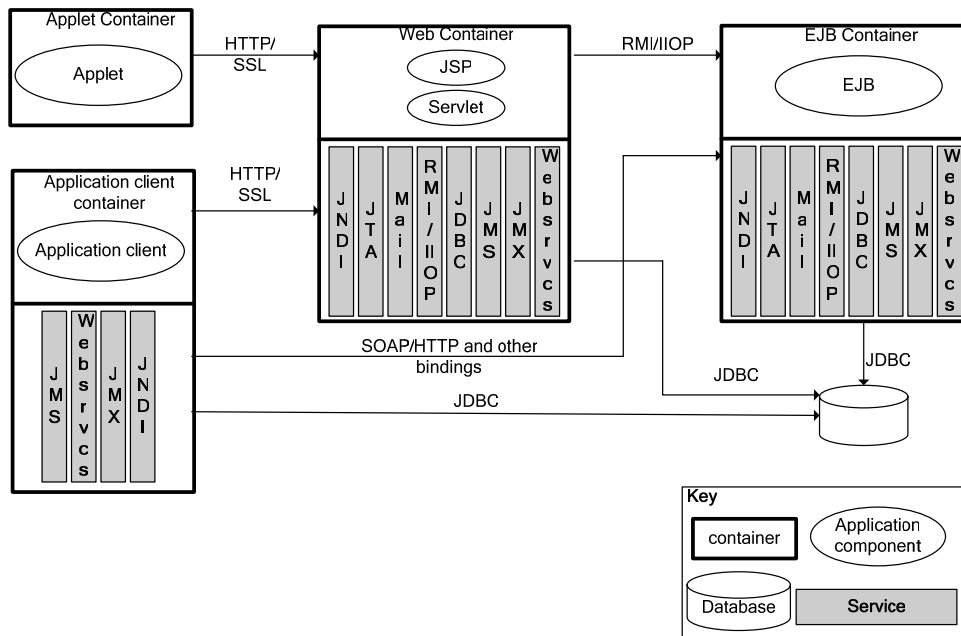 Applet Container
Applet
HTTP/
SSL
Web Container
JSP
Servlet
RMI/IIOP
EJB Container
EJB
JNDI
JTA
Mail
RMI/IIOP
JDBC
JMS
JMX
Websrvcs
JNDI
JTA
Mail
RMI/IIOP
JDBC
JMS
JMX
Websrvcs
Application client
container
Application client
HTTP/
SSL
JMS
Websrvcs
JMX
JNDI
SOAP/HTTP and other
bindings
JDBC
JDBC
JDBC
Key
container
Application
component
Database
Service